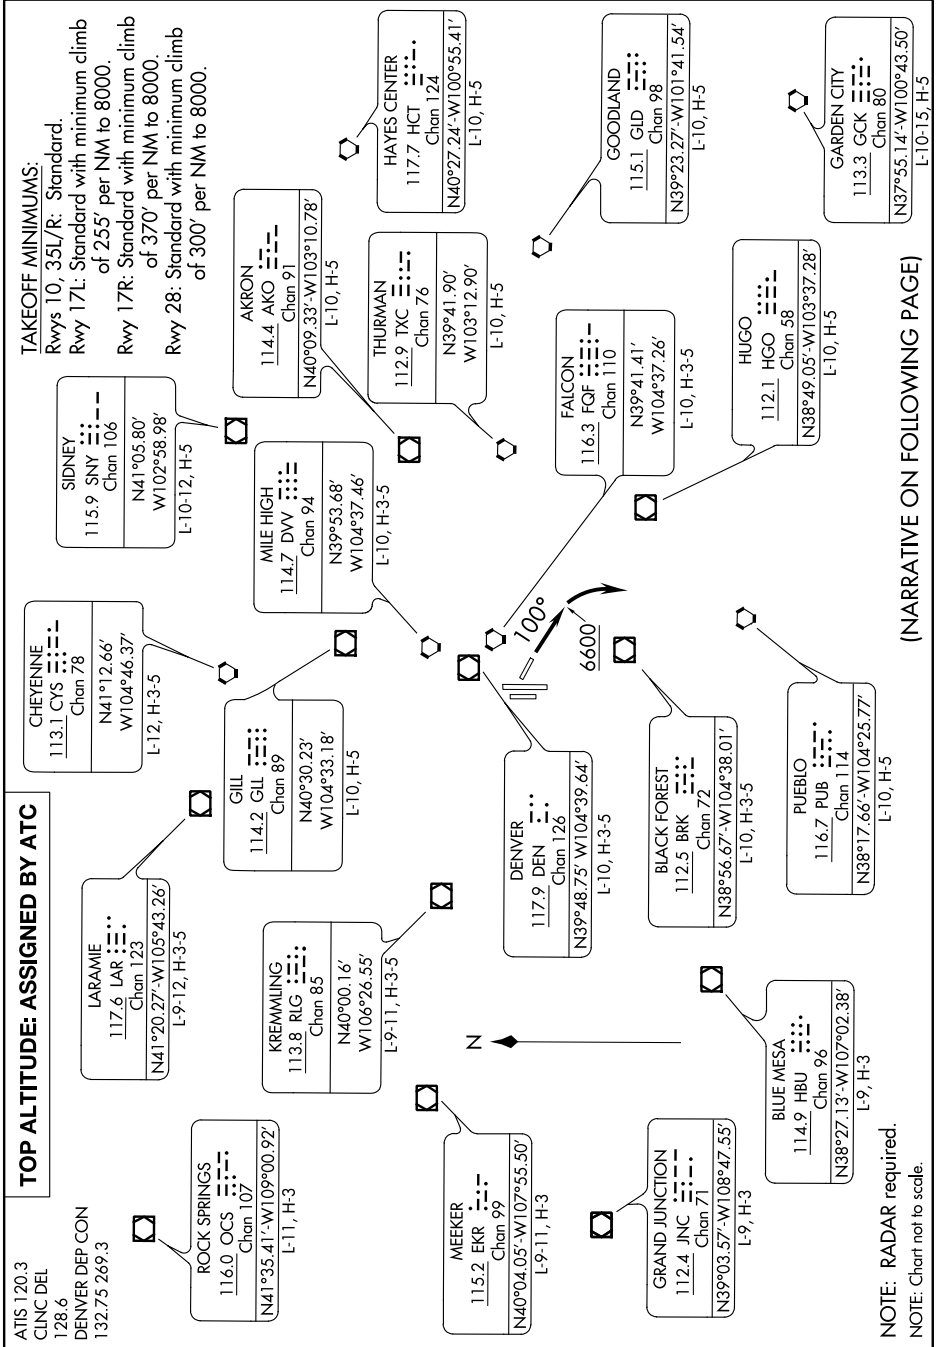 ATIS 120.3
CLNC DEL
128.6
DENVER DEP CON
132.75 269.3
TOP ALTITUDE: ASSIGNED BY ATC
TAKEOFF MINIMUMS:
Rwys 10, 35L/R: Standard.
Rwy 17L: Standard with minimum climb
of 255' per NM to 8000.
Rwy 17R: Standard with minimum climb
of 370' per NM to 8000.
Rwy 28: Standard with minimum climb
of 300' per NM to 8000.
ROCK SPRINGS
116.0 OCS
Chan 107
N41°35.41'-W109°00.92'
L-11, H-3
LARAMIE
117.6 LAR
Chan 123
N41°20.27'-W105°43.26'
L-9-12, H-3-5
CHEYENNE
113.1 CYS
Chan 78
N41°12.66'
W104°46.37'
L-12, H-3-5
SIDNEY
115.9 SNY
Chan 106
N41°05.80'
W102°58.98'
L-10-12, H-5
GILL
114.2 GLL
Chan 89
N40°30.23'
W104°33.18'
L-10, H-5
AKRON
114.4 AKO
Chan 91
N40°09.33'-W103°10.78'
L-10, H-5
HAYES CENTER
117.7 HCT
Chan 124
N40°27.24'-W100°55.41'
L-10, H-5
KREMMLING
113.8 RLG
Chan 85
N40°00.16'
W106°26.55'
L-9-11, H-3-5
MILE HIGH
114.7 DVV
Chan 94
N39°53.68'
W104°37.46'
L-10, H-3-5
THURMAN
112.9 TXC
Chan 76
N39°41.90'
W103°12.90'
L-10, H-5
MEEKER
115.2 EKR
Chan 99
N40°04.05'-W107°55.50'
L-9-11, H-3
N
DENVER
117.9 DEN
Chan 126
N39°48.75' W104°39.64'
L-10, H-3-5
100°
6600
FALCON
116.3 FQF
Chan 110
N39°41.41'
W104°37.26'
L-10, H-3-5
GOODLAND
115.1 GLD
Chan 98
N39°23.27'-W101°41.54'
L-10, H-5
GRAND JUNCTION
112.4 JNC
Chan 71
N39°03.57'-W108°47.55'
L-9, H-3
BLACK FOREST
112.5 BRK
Chan 72
N38°56.67'-W104°38.01'
L-10, H-3-5
HUGO
112.1 HGO
Chan 58
N38°49.05'-W103°37.28'
L-10, H-5
BLUE MESA
114.9 HBU
Chan 96
N38°27.13'-W107°02.38'
L-9, H-3
PUEBLO
116.7 PUB
Chan 114
N38°17.66'-W104°25.77'
L-10, H-5
GARDEN CITY
113.3 GCK
Chan 80
N37°55.14'-W100°43.50'
L-10-15, H-5
NOTE: RADAR required.
NOTE: Chart not to scale.
(NARRATIVE ON FOLLOWING PAGE)